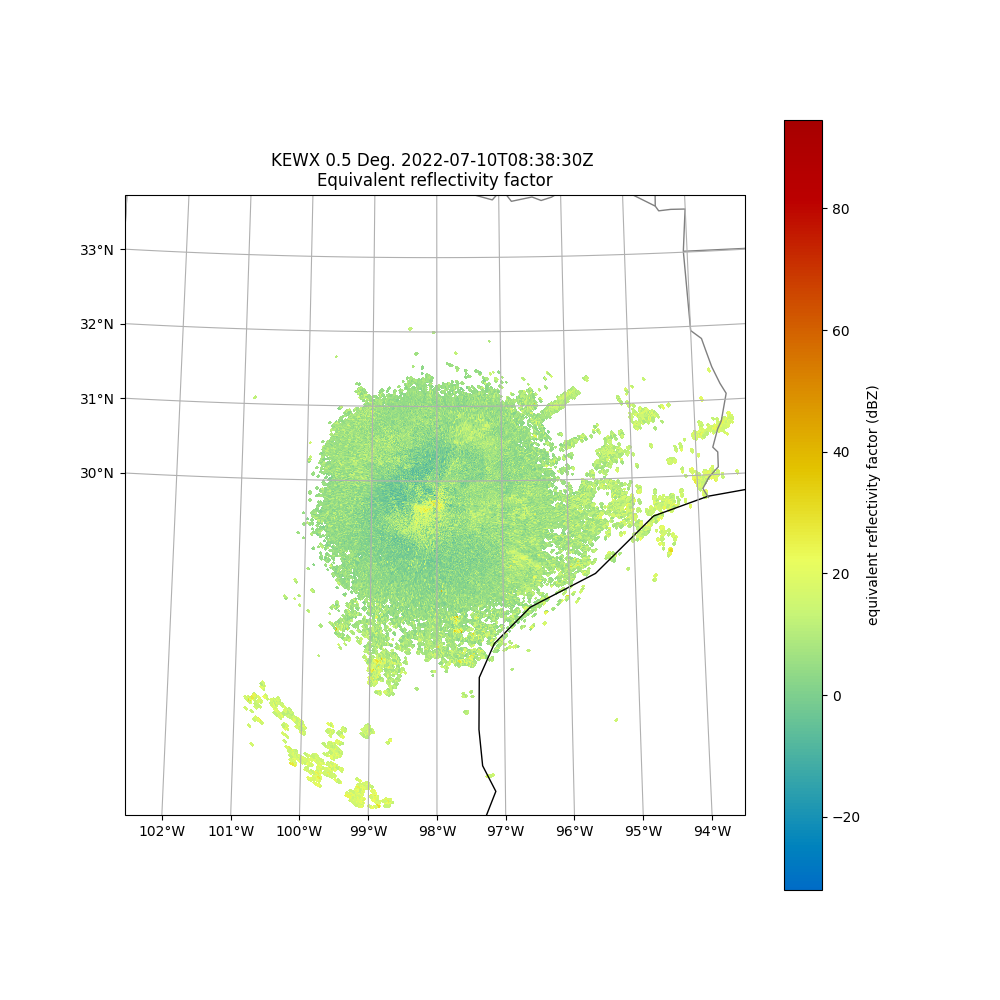 KEWX 0.5 Deg. 2022-07-10T08:38:30Z
Equivalent reflectivity factor
33°N
32°N
31°N
30°N
102°W 101°W 100°W 99°W 98°W 97°W 96°W 95°W 94°W
80
60
40
20
0
−20
equivalent reflectivity factor (dBZ)